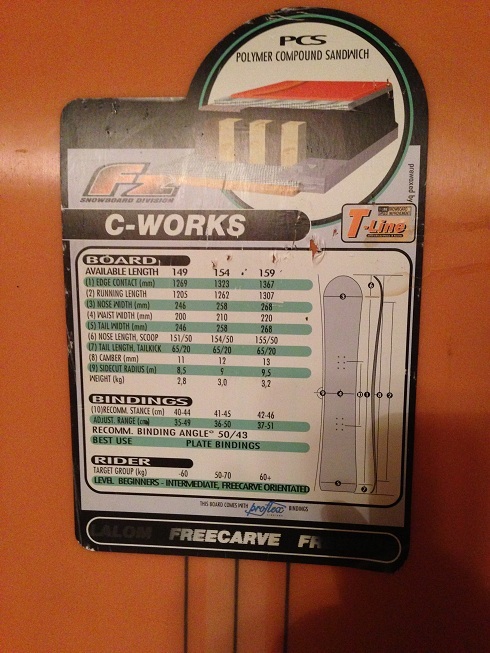 PCS
POLYMER COMPOUND SANDWICH
FZ
SNOWBOARD DIVISION
prewaxed by
T-Line
C-WORKS
BOARD
AVAILABLE LENGTH 149 154 159
(1) EDGE CONTACT (mm) 1269 1323 1367
(2) RUNNING LENGTH 1205 1262 1307
(3) NOSE WIDTH (mm) 246 258 268
(4) WAIST WIDTH (mm) 200 210 220
(5) TAIL WIDTH (mm) 246 258 268
(6) NOSE LENGTH, SCOOP 151/50 154/50 155/50
(7) TAIL LENGTH, TAILKICK 65/20 65/20 65/20
(8) CAMBER (mm) 11 12 13
(9) SIDECUT RADIUS (m) 8,5 9 9,5
WEIGHT (kg) 2,8 3,0 3,2
BINDINGS
(10)RECOMM. STANCE (cm) 40-44 41-45 42-46
ADJUST. RANGE (cm) 35-49 36-50 37-51
RECOMM. BINDING ANGLE° 50/43
BEST USE PLATE BINDINGS
RIDER
TARGET GROUP (kg) -60 50-70 60+
LEVEL BEGINNERS - INTERMEDIATE, FREECARVE ORIENTATED
THIS BOARD COMES WITH proflex BINDINGS
ALOM FREECARVE FR